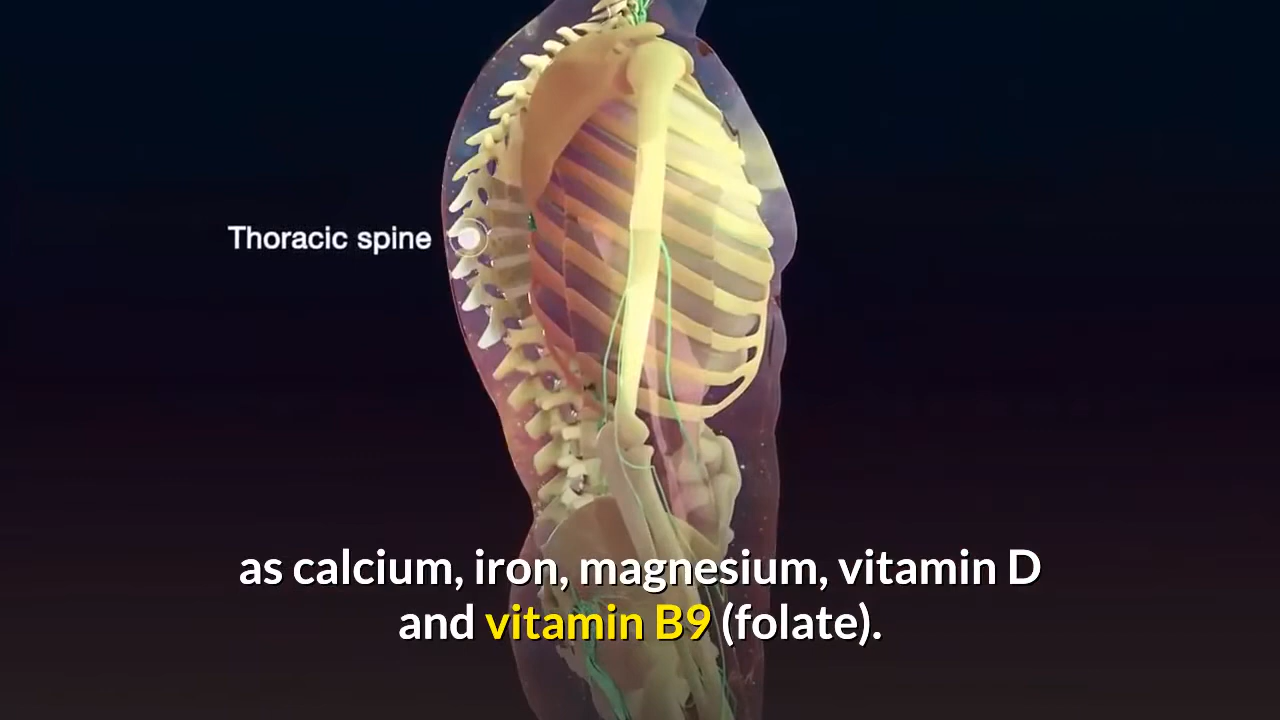 Thoracic spine
as calcium, iron, magnesium, vitamin D
and vitamin B9 (folate).